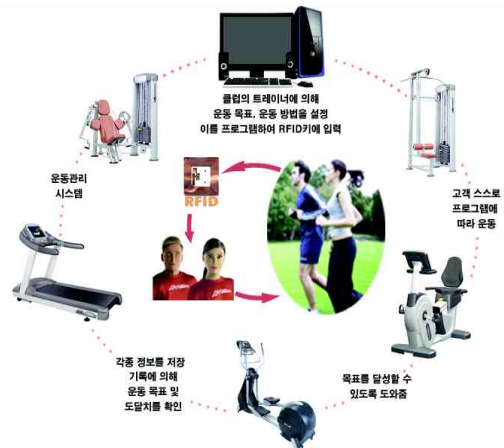 클럽의 트레이너에 의해
운동 목표, 운동 방법을 설정
이를 프로그램하여 RFID키에 입력
운동관리
시스템
RFID
고객 스스로
프로그램에
따라 운동
각종 정보를 저장
기록에 의해
운동 목표 및
도달치를 확인
목표를 달성할 수
있도록 도와줌